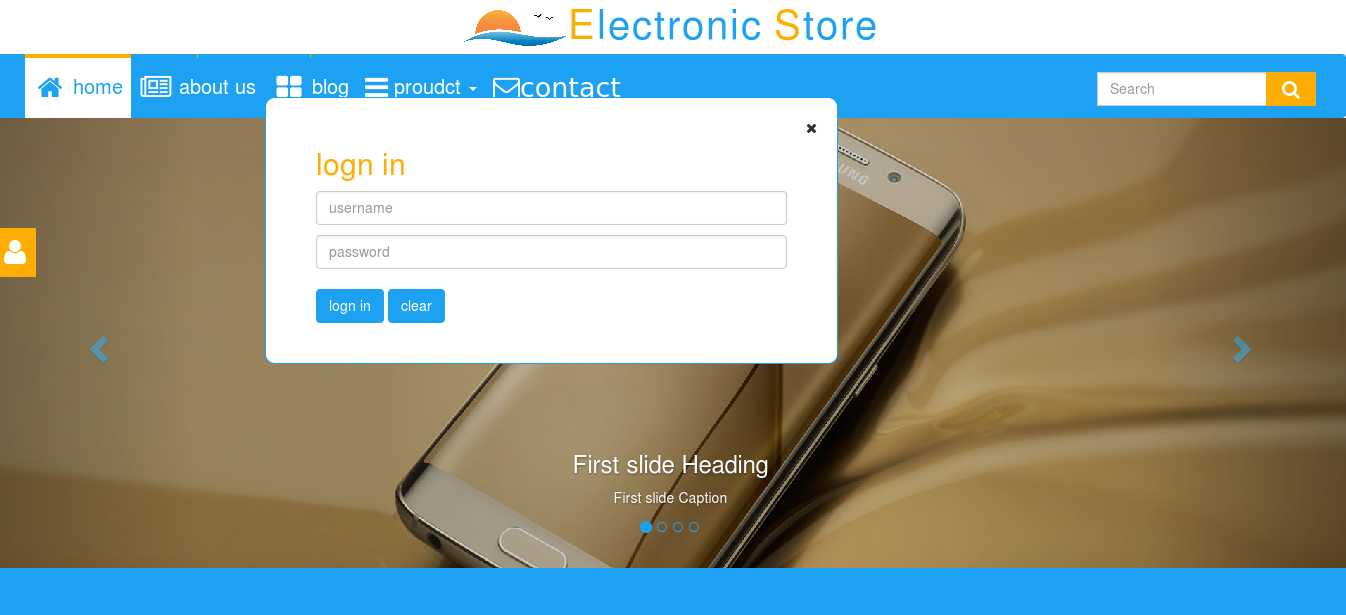 Electronic Store
home about us blog proudct contact Search
logn in
username
password
logn in clear
First slide Heading
First slide Caption